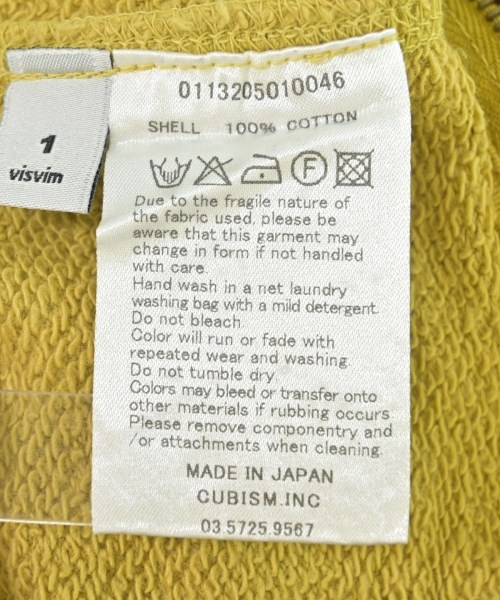 1
visvim
0113205010046
SHELL 100% COTTON
F
Due to the fragile nature of
the fabric used, please be
aware that this garment may
change in form if not handled
with care.
Hand wash in a net laundry
washing bag with a mild detergent.
Do not bleach.
Color will run or fade with
repeated wear and washing.
Do not tumble dry.
Colors may bleed or transfer onto
other materials if rubbing occurs.
Please remove componentry and
/or attachments when cleaning.
MADE IN JAPAN
CUBISM.INC
03.5725.9567